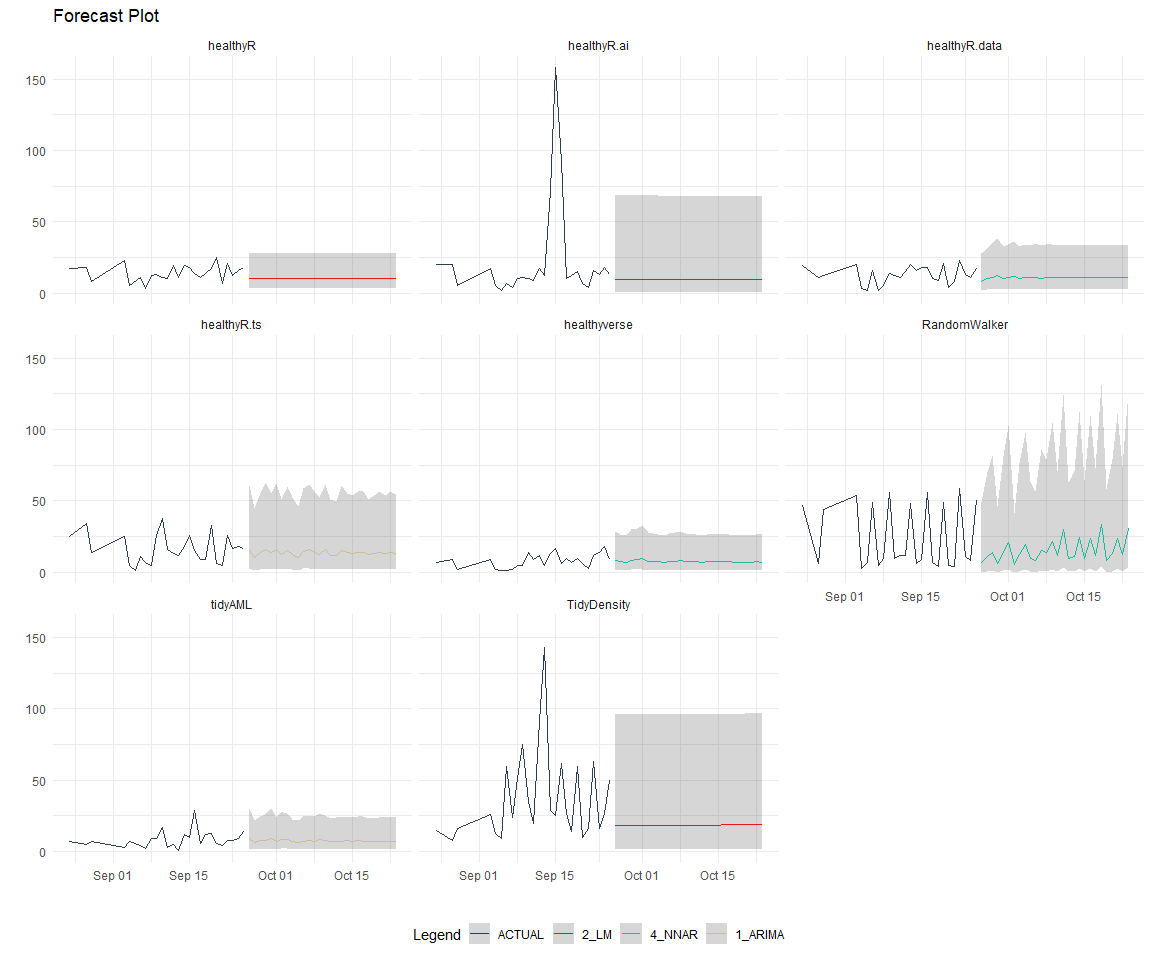 Forecast Plot
healthyR healthyR.ai healthyR.data
150
100
50
0
healthyR.ts healthyverse RandomWalker
150
100
50
0
Sep 01 Sep 15 Oct 01 Oct 15
tidyAML TidyDensity
150
100
50
0
Sep 01 Sep 15 Oct 01 Oct 15 Sep 01 Sep 15 Oct 01 Oct 15
Legend ACTUAL 2_LM 4_NNAR 1_ARIMA